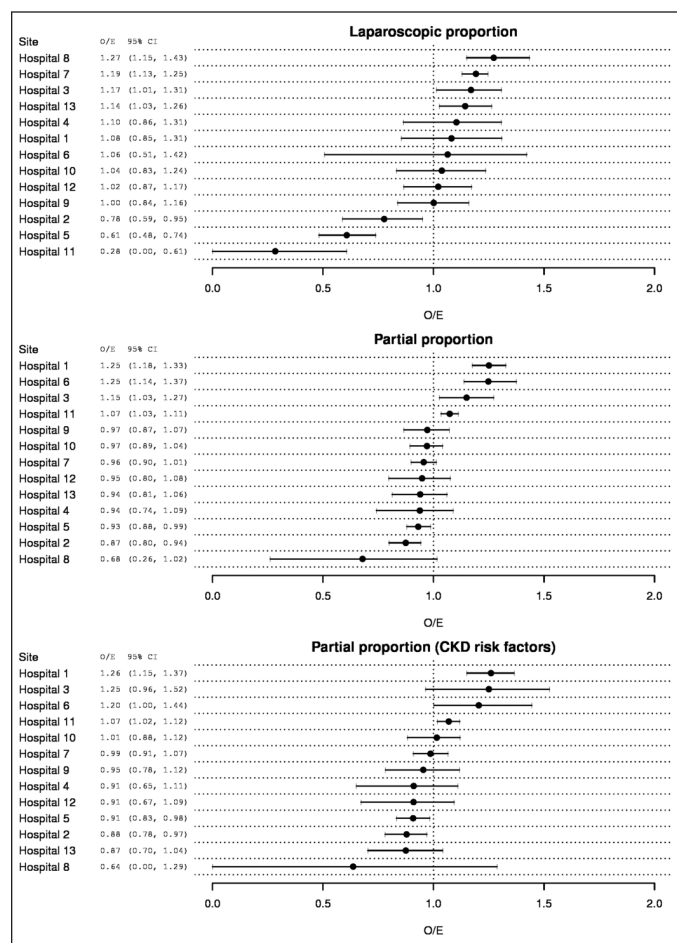 Laparoscopic proportion
Site O/E 95% CI
Hospital 8 1.27 (1.15, 1.43)
Hospital 7 1.19 (1.13, 1.25)
Hospital 3 1.17 (1.01, 1.31)
Hospital 13 1.14 (1.03, 1.26)
Hospital 4 1.10 (0.86, 1.31)
Hospital 1 1.08 (0.85, 1.31)
Hospital 6 1.06 (0.51, 1.42)
Hospital 10 1.04 (0.83, 1.24)
Hospital 12 1.02 (0.87, 1.17)
Hospital 9 1.00 (0.84, 1.16)
Hospital 2 0.78 (0.59, 0.95)
Hospital 5 0.61 (0.48, 0.74)
Hospital 11 0.28 (0.00, 0.61)
0.0 0.5 1.0 1.5 2.0
O/E
Partial proportion
Site O/E 95% CI
Hospital 1 1.25 (1.18, 1.33)
Hospital 6 1.25 (1.14, 1.37)
Hospital 3 1.15 (1.03, 1.27)
Hospital 11 1.07 (1.03, 1.11)
Hospital 9 0.97 (0.87, 1.07)
Hospital 10 0.97 (0.89, 1.04)
Hospital 7 0.96 (0.90, 1.01)
Hospital 12 0.95 (0.80, 1.08)
Hospital 13 0.94 (0.81, 1.06)
Hospital 4 0.94 (0.74, 1.09)
Hospital 5 0.93 (0.88, 0.99)
Hospital 2 0.87 (0.80, 0.94)
Hospital 8 0.68 (0.26, 1.02)
0.0 0.5 1.0 1.5 2.0
O/E
Partial proportion (CKD risk factors)
Site O/E 95% CI
Hospital 1 1.26 (1.15, 1.37)
Hospital 3 1.25 (0.96, 1.52)
Hospital 6 1.20 (1.00, 1.44)
Hospital 11 1.07 (1.02, 1.12)
Hospital 10 1.01 (0.88, 1.12)
Hospital 7 0.99 (0.91, 1.07)
Hospital 9 0.95 (0.78, 1.12)
Hospital 4 0.91 (0.65, 1.11)
Hospital 12 0.91 (0.67, 1.09)
Hospital 5 0.91 (0.83, 0.98)
Hospital 2 0.88 (0.78, 0.97)
Hospital 13 0.87 (0.70, 1.04)
Hospital 8 0.64 (0.00, 1.29)
0.0 0.5 1.0 1.5 2.0
O/E